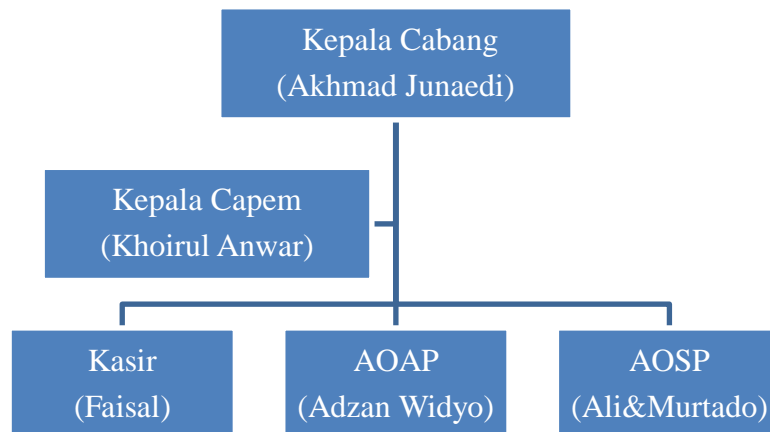 Kepala Cabang
(Akhmad Junaedi)
Kepala Capem
(Khoirul Anwar)
Kasir
(Faisal)
AOAP
(Adzan Widyo)
AOSP
(Ali&Murtado)